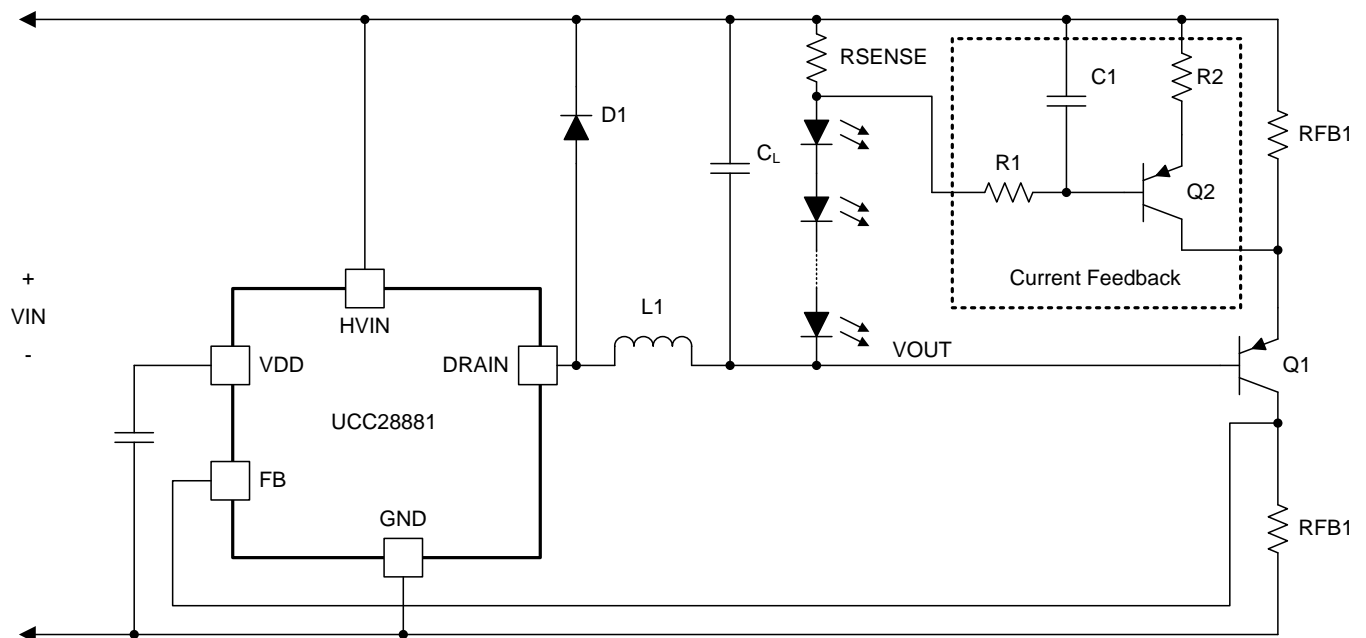 RSENSE
C1
R2
D1
RFB1
CL
R1
Q2
+
VIN
-
Current Feedback
HVIN
L1
VDD
DRAIN
VOUT
Q1
UCC28881
FB
GND
RFB1